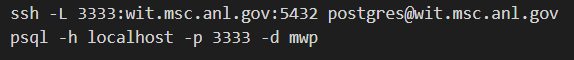 ssh -L 3333:wit.msc.anl.gov:5432 postgres@wit.msc.anl.gov
psql -h localhost -p 3333 -d mwp